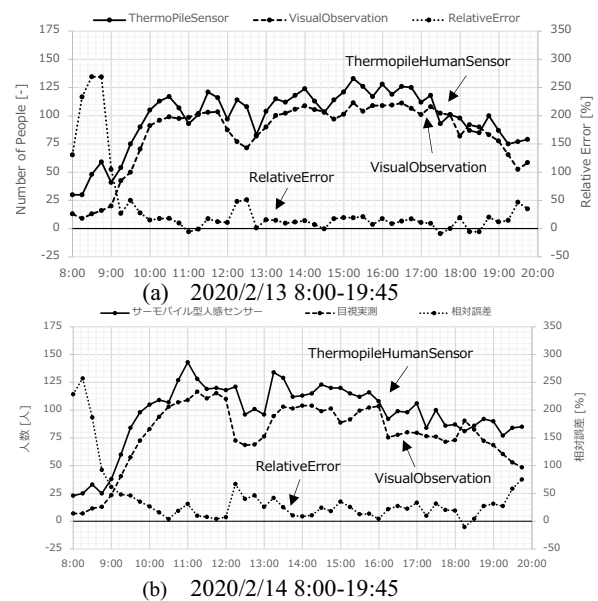 ThermoPileSensor VisualObservation RelativeError
175 350
150 300
125 250
100 200
75 150
50 100
25 50
0 0
-25 -50
Number of People [-]
Relative Error [%]
ThermopileHumanSensor
VisualObservation
RelativeError
8:00 9:00 10:00 11:00 12:00 13:00 14:00 15:00 16:00 17:00 18:00 19:00 20:00
(a) 2020/2/13 8:00-19:45
サーモパイル型人感センサー 目視実測 相対誤差
175 350
150 300
125 250
100 200
75 150
50 100
25 50
0 0
-25 -50
人数 [人]
相対誤差 [%]
ThermopileHumanSensor
VisualObservation
RelativeError
8:00 9:00 10:00 11:00 12:00 13:00 14:00 15:00 16:00 17:00 18:00 19:00 20:00
(b) 2020/2/14 8:00-19:45